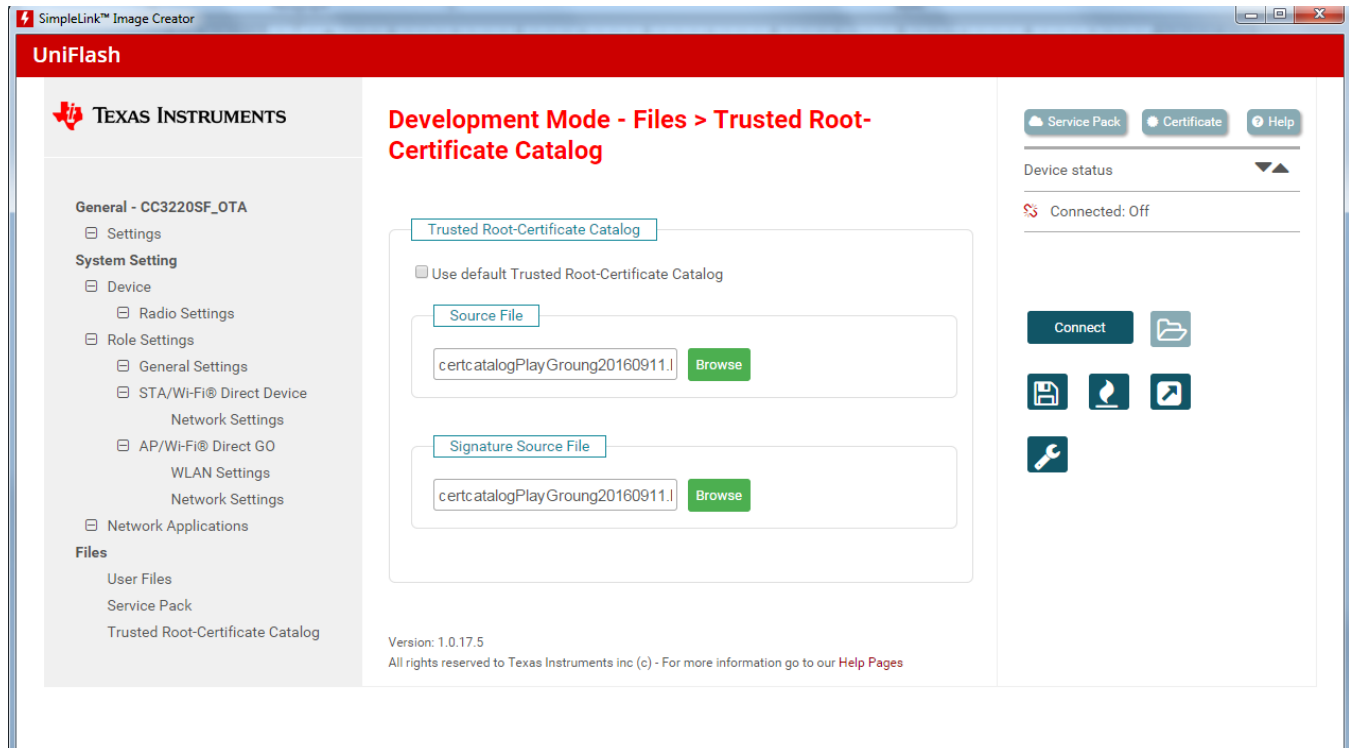 SimpleLink™ Image Creator
UniFlash
TEXAS INSTRUMENTS
General - CC3220SF_OTA
Settings
System Setting
Device
Radio Settings
Role Settings
General Settings
STA/Wi-Fi® Direct Device
Network Settings
AP/Wi-Fi® Direct GO
WLAN Settings
Network Settings
Network Applications
Files
User Files
Service Pack
Trusted Root-Certificate Catalog
Development Mode - Files > Trusted Root-
Certificate Catalog
Trusted Root-Certificate Catalog
Use default Trusted Root-Certificate Catalog
Source File
certcatalogPlayGroung20160911.l Browse
Signature Source File
certcatalogPlayGroung20160911.l Browse
Version: 1.0.17.5
All rights reserved to Texas Instruments inc (c) - For more information go to our Help Pages
Service Pack Certificate Help
Device status
Connected: Off
Connect